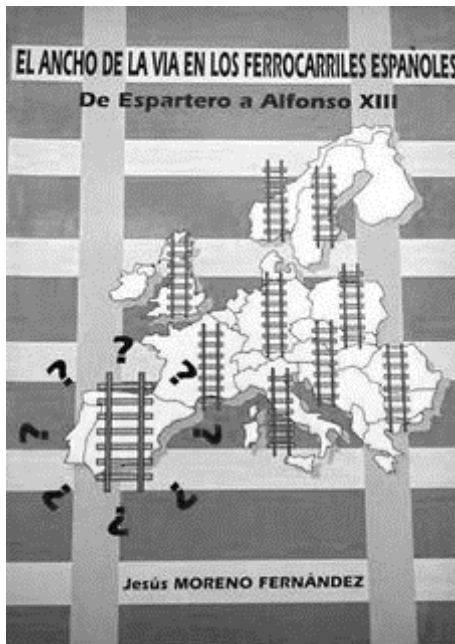 EL ANCHO DE LA VIA EN LOS FERROCARRILES ESPAÑOLES
De Espartero a Alfonso XIII
?
?
?
?
?
?
?
?
Jesús MORENO FERNÁNDEZ